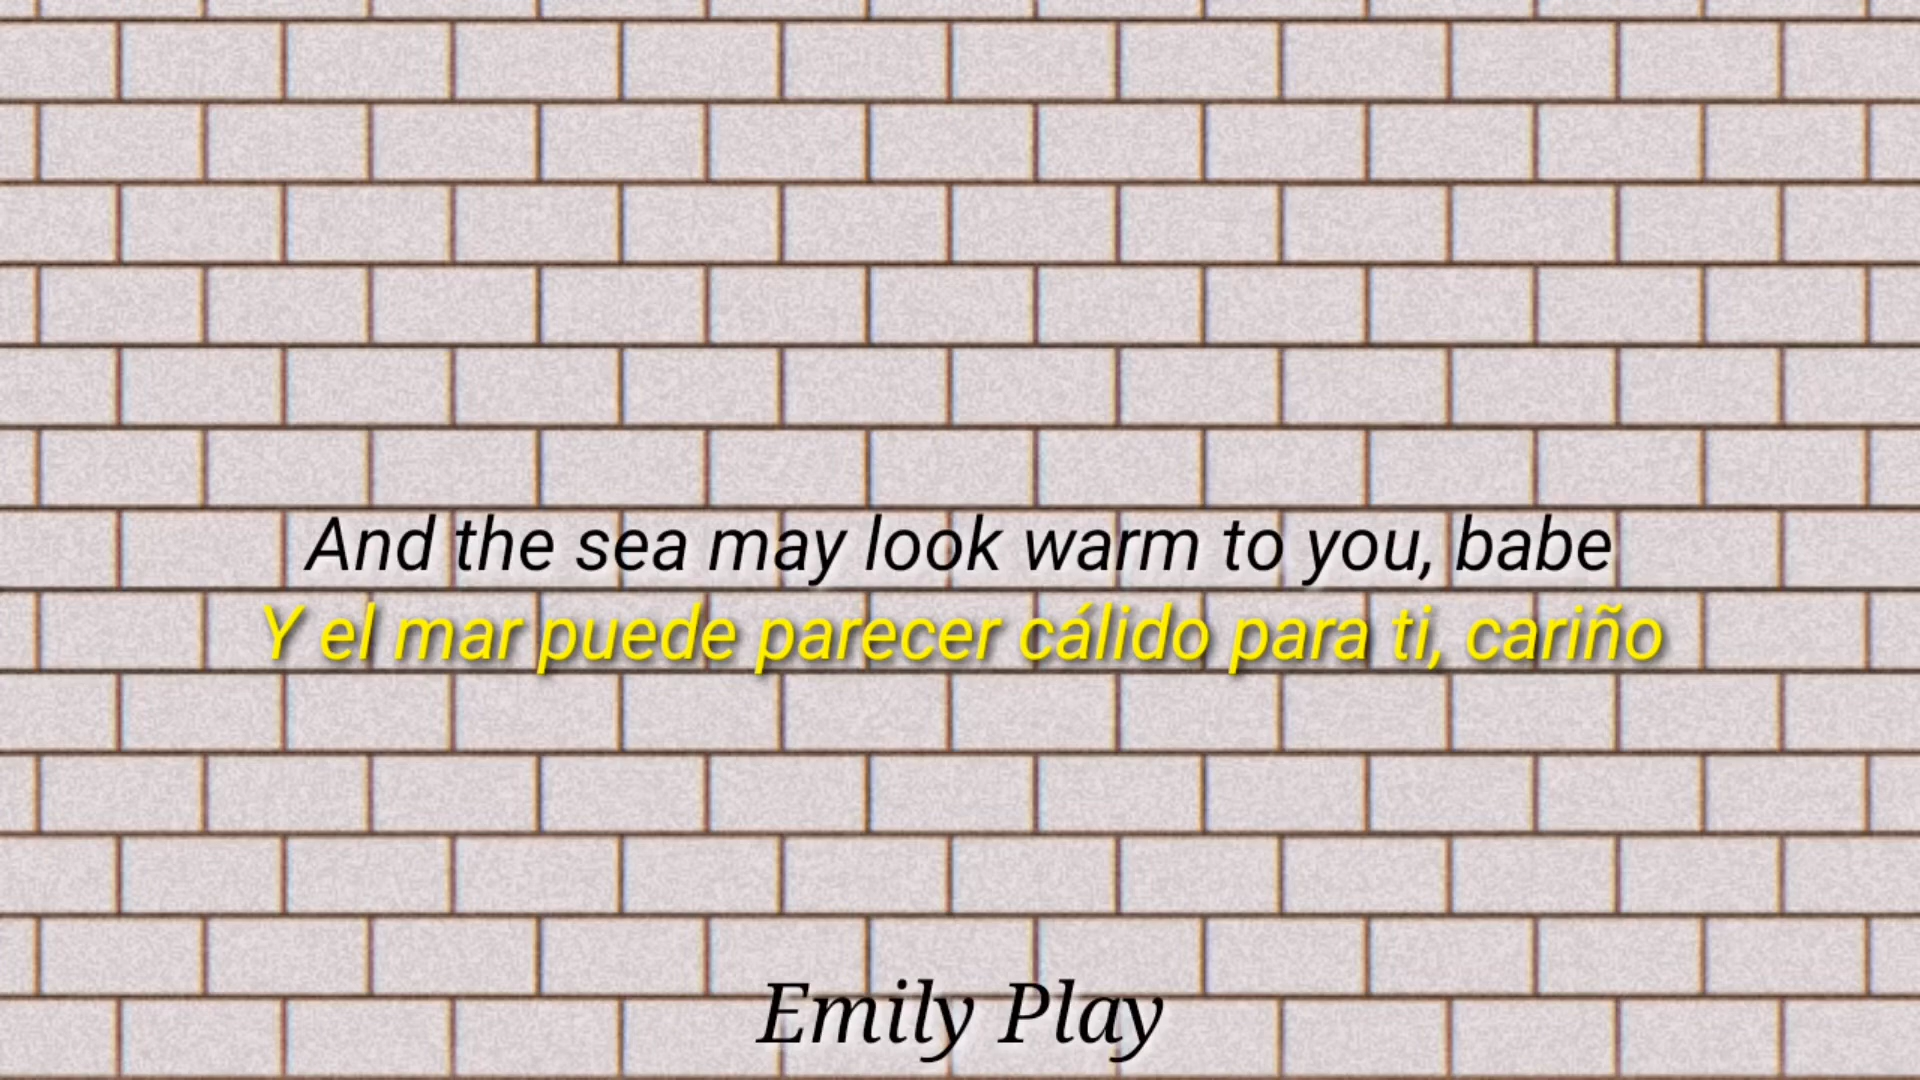 And the sea may look warm to you, babe
Y el mar puede parecer cálido para ti, cariño
Emily Play